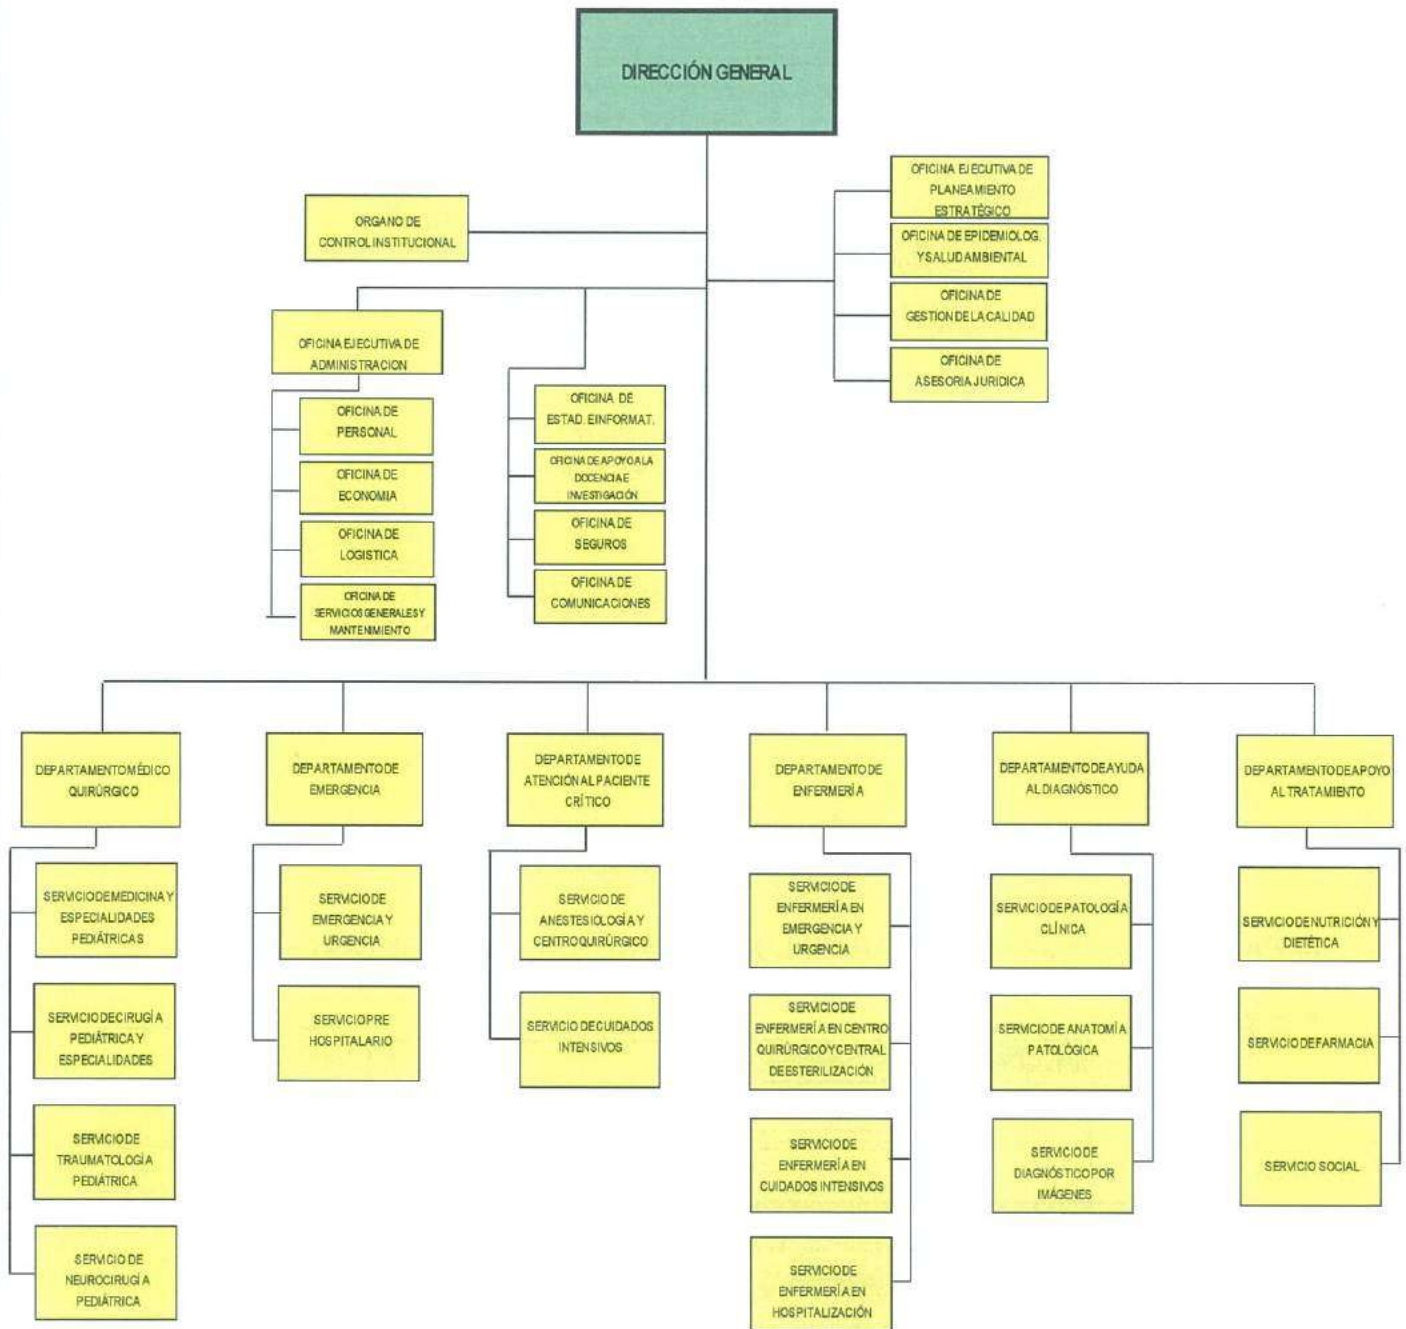 DIRECCIÓN GENERAL
ORGANO DE
CONTROL INSTITUCIONAL
OFICINA EJECUTIVA DE
PLANEAMIENTO
ESTRATÉGICO
OFICINA DE EPIDEMIOLOG.
Y SALUD AMBIENTAL
OFICINA DE
GESTION DE LA CALIDAD
OFICINA DE
ASESORIA JURIDICA
OFICINA EJECUTIVA DE
ADMINISTRACION
OFICINA DE
PERSONAL
OFICINA DE
ECONOMIA
OFICINA DE
LOGISTICA
OFICINA DE
SERVICIOS GENERALES Y
MANTENIMIENTO
OFICINA DE
ESTAD. E INFORMAT.
OFICINA DE APOYO A LA
DOCENCIA E
INVESTIGACIÓN
OFICINA DE
SEGUROS
OFICINA DE
COMUNICACIONES
DEPARTAMENTO MÉDICO
QUIRÚRGICO
SERVICIO DE MEDICINA Y
ESPECIALIDADES
PEDIÁTRICAS
SERVICIO DE CIRUGÍA
PEDIÁTRICA Y
ESPECIALIDADES
SERVICIO DE
TRAUMATOLOGÍA
PEDIÁTRICA
SERVICIO DE
NEUROCIRUGÍA
PEDIÁTRICA
DEPARTAMENTO DE
EMERGENCIA
SERVICIO DE
EMERGENCIA Y
URGENCIA
SERVICIO PRE
HOSPITALARIO
DEPARTAMENTO DE
ATENCIÓN AL PACIENTE
CRÍTICO
SERVICIO DE
ANESTESIOLOGÍA Y
CENTRO QUIRÚRGICO
SERVICIO DE CUIDADOS
INTENSIVOS
DEPARTAMENTO DE
ENFERMERÍA
SERVICIO DE
ENFERMERÍA EN
EMERGENCIA Y
URGENCIA
SERVICIO DE
ENFERMERÍA EN CENTRO
QUIRÚRGICO Y CENTRAL
DE ESTERILIZACIÓN
SERVICIO DE
ENFERMERÍA EN
CUIDADOS INTENSIVOS
SERVICIO DE
ENFERMERÍA EN
HOSPITALIZACIÓN
DEPARTAMENTO DE AYUDA
AL DIAGNÓSTICO
SERVICIO DE PATOLOGÍA
CLÍNICA
SERVICIO DE ANATOMÍA
PATOLÓGICA
SERVICIO DE
DIAGNÓSTICO POR
IMÁGENES
DEPARTAMENTO DE APOYO
AL TRATAMIENTO
SERVICIO DE NUTRICIÓN Y
DIETÉTICA
SERVICIO DE FARMACIA
SERVICIO SOCIAL